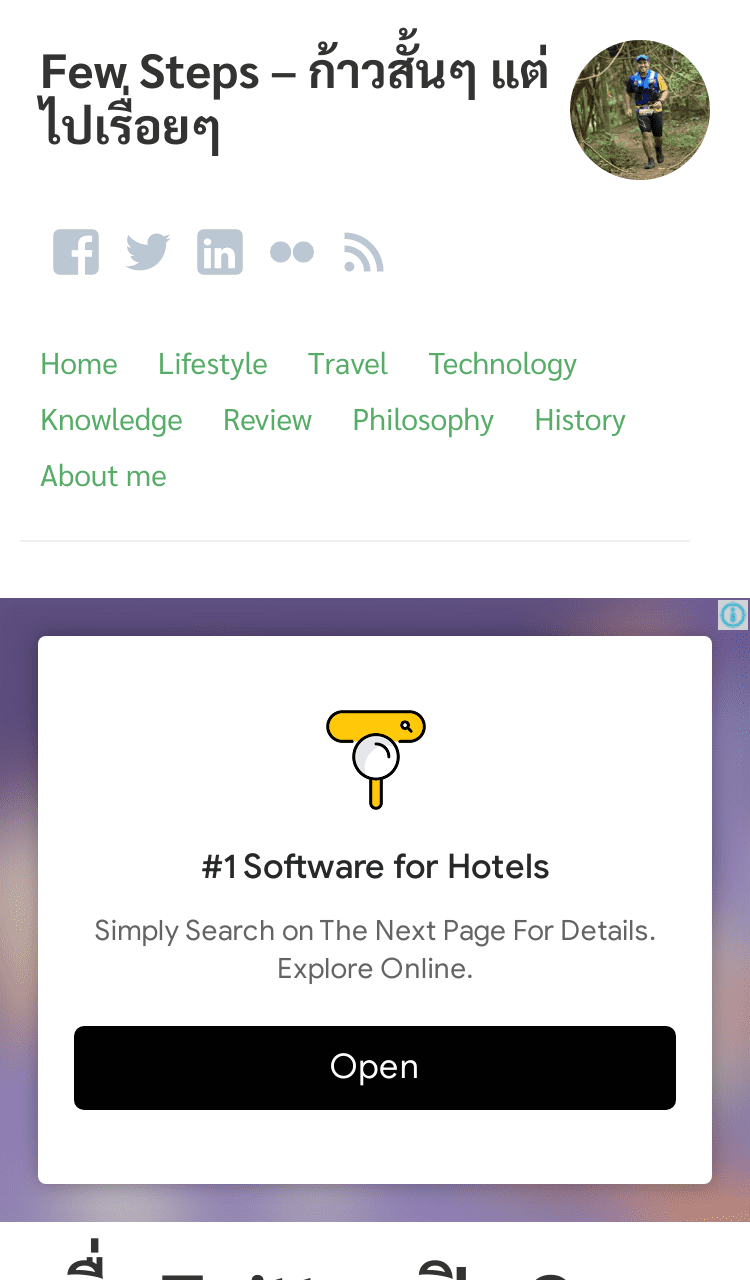 Few Steps – ก้าวสั้นๆ แต่
ไปเรื่อยๆ
Home Lifestyle Travel Technology
Knowledge Review Philosophy History
About me
#1 Software for Hotels
Simply Search on The Next Page For Details.
Explore Online.
Open